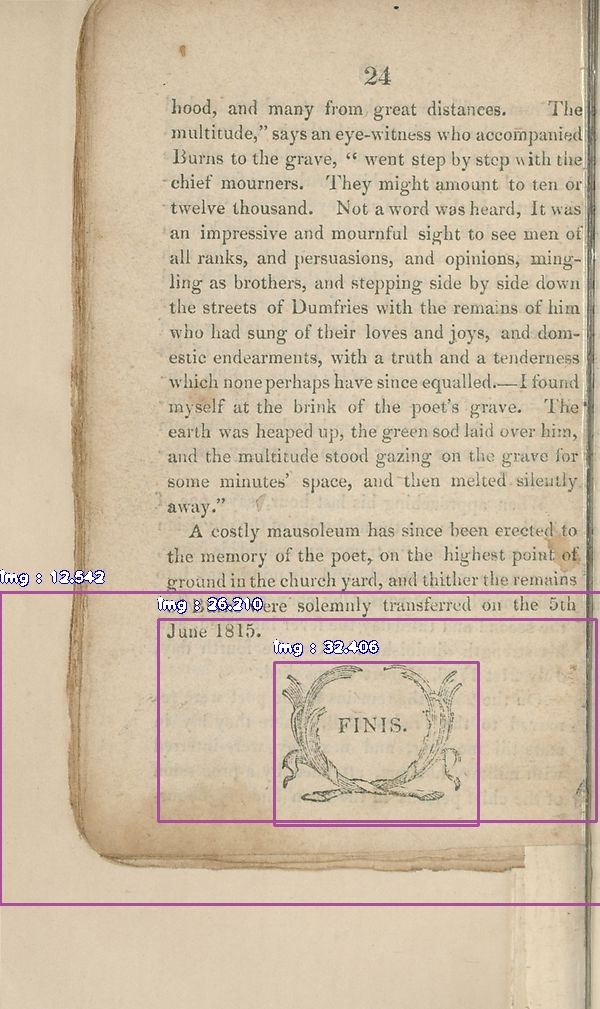 24
hood, and many from great distances. The
multitude,” says an eye-witness who accompanied
Burns to the grave, “ went step by step with the
chief mourners. They might amount to ten or
twelve thousand. Not a word was heard, It was
an impressive and mournful sight to see men of
all ranks, and persuasions, and opinions, ming-
ling as brothers, and stepping side by side down
the streets of Dumfries with the remains of him
who had sung of their loves and joys, and dom-
estic endearments, with a truth and a tenderness
which none perhaps have since equalled.—I found
myself at the brink of the poet’s grave. The
earth was heaped up, the green sod laid over him,
and the multitude stood gazing on the grave for
some minutes’ space, and then melted silently
away.”
A costly mausoleum has since been erected to
the memory of the poet, on the highest point of
ground in the church yard, and thither the remains
img : 12.542
img : 26.210
were solemnly transferred on the 5th
June 1815.
img : 32.406
FINIS.